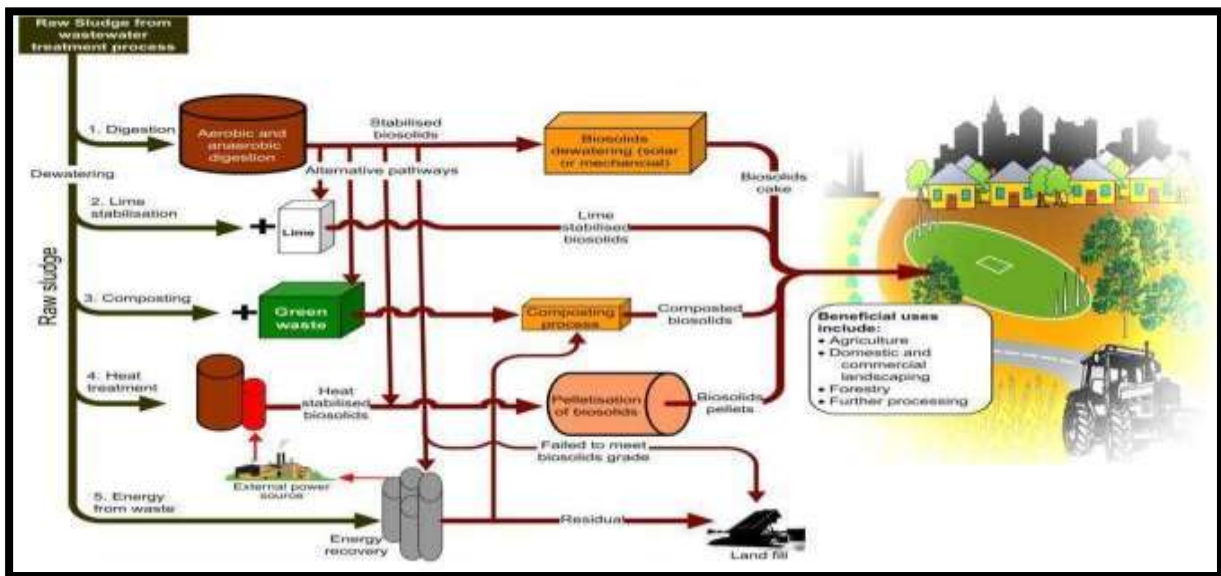 Raw Sludge from
wastewater
treatment process
1. Digestion
Aerobic and
anaerobic
digestion
Stabilised
biosolids
Biosolids
dewatering (solar
or mechancial)
Dewatering
Alternative pathways
Biosolids
cake
2. Lime
stabilisation
+
Lime
Lime
stabilised
biosolids
Raw sludge
3. Composting
+
Green
waste
Composting
process
Composted
biosolids
4. Heat
treatment
Heat
stabilised
biosolids
Pelletisation
of biosolids
Biosolids
pellets
Failed to meet
biosolids grade
External power
source
5. Energy
from waste
Energy
recovery
Residual
Land fill
Beneficial uses
include:
• Agriculture
• Domestic and
commercial
landscaping
• Forestry
• Further processing